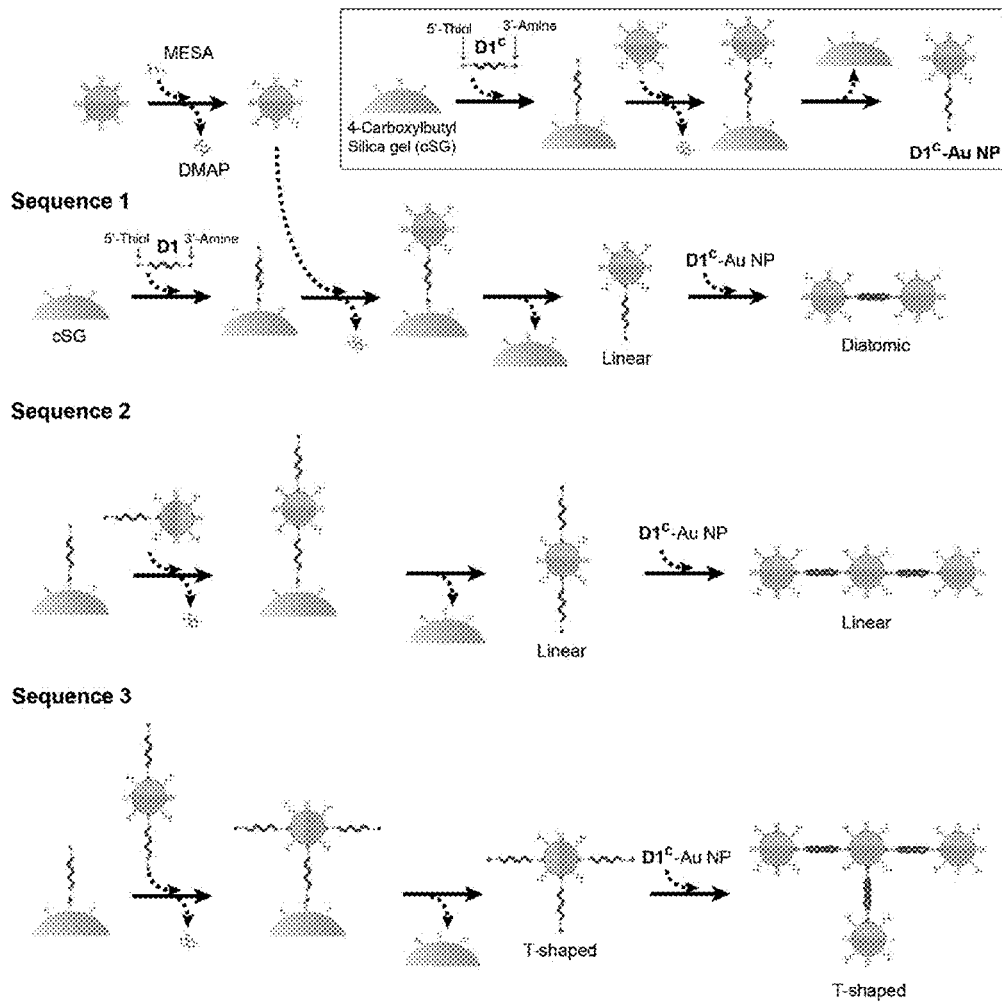 5'-Thiol 3'-Amine
D1ᶜ
MESA
DMAP
4-Carboxylbutyl
Silica gel (cSG)
D1ᶜ-Au NP
Sequence 1
5'-Thiol D1 3'-Amine
D1ᶜ-Au NP
cSG
Linear
Diatomic
Sequence 2
D1ᶜ-Au NP
Linear
Linear
Sequence 3
D1ᶜ-Au NP
T-shaped
T-shaped